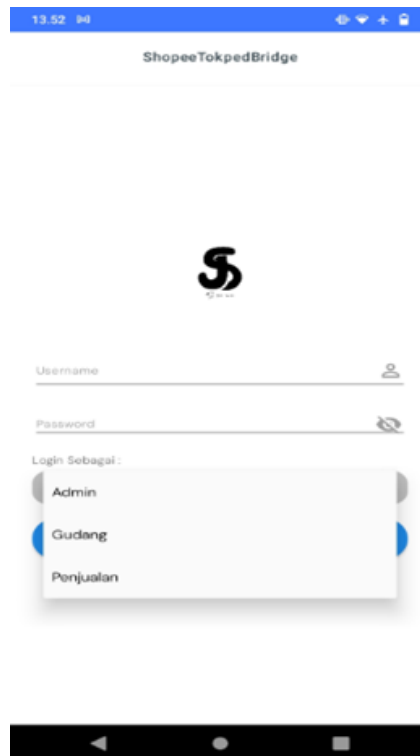 13.52
ShopeeTokpedBridge
Username
Password
Login Sebagai :
Admin
Gudang
Penjualan